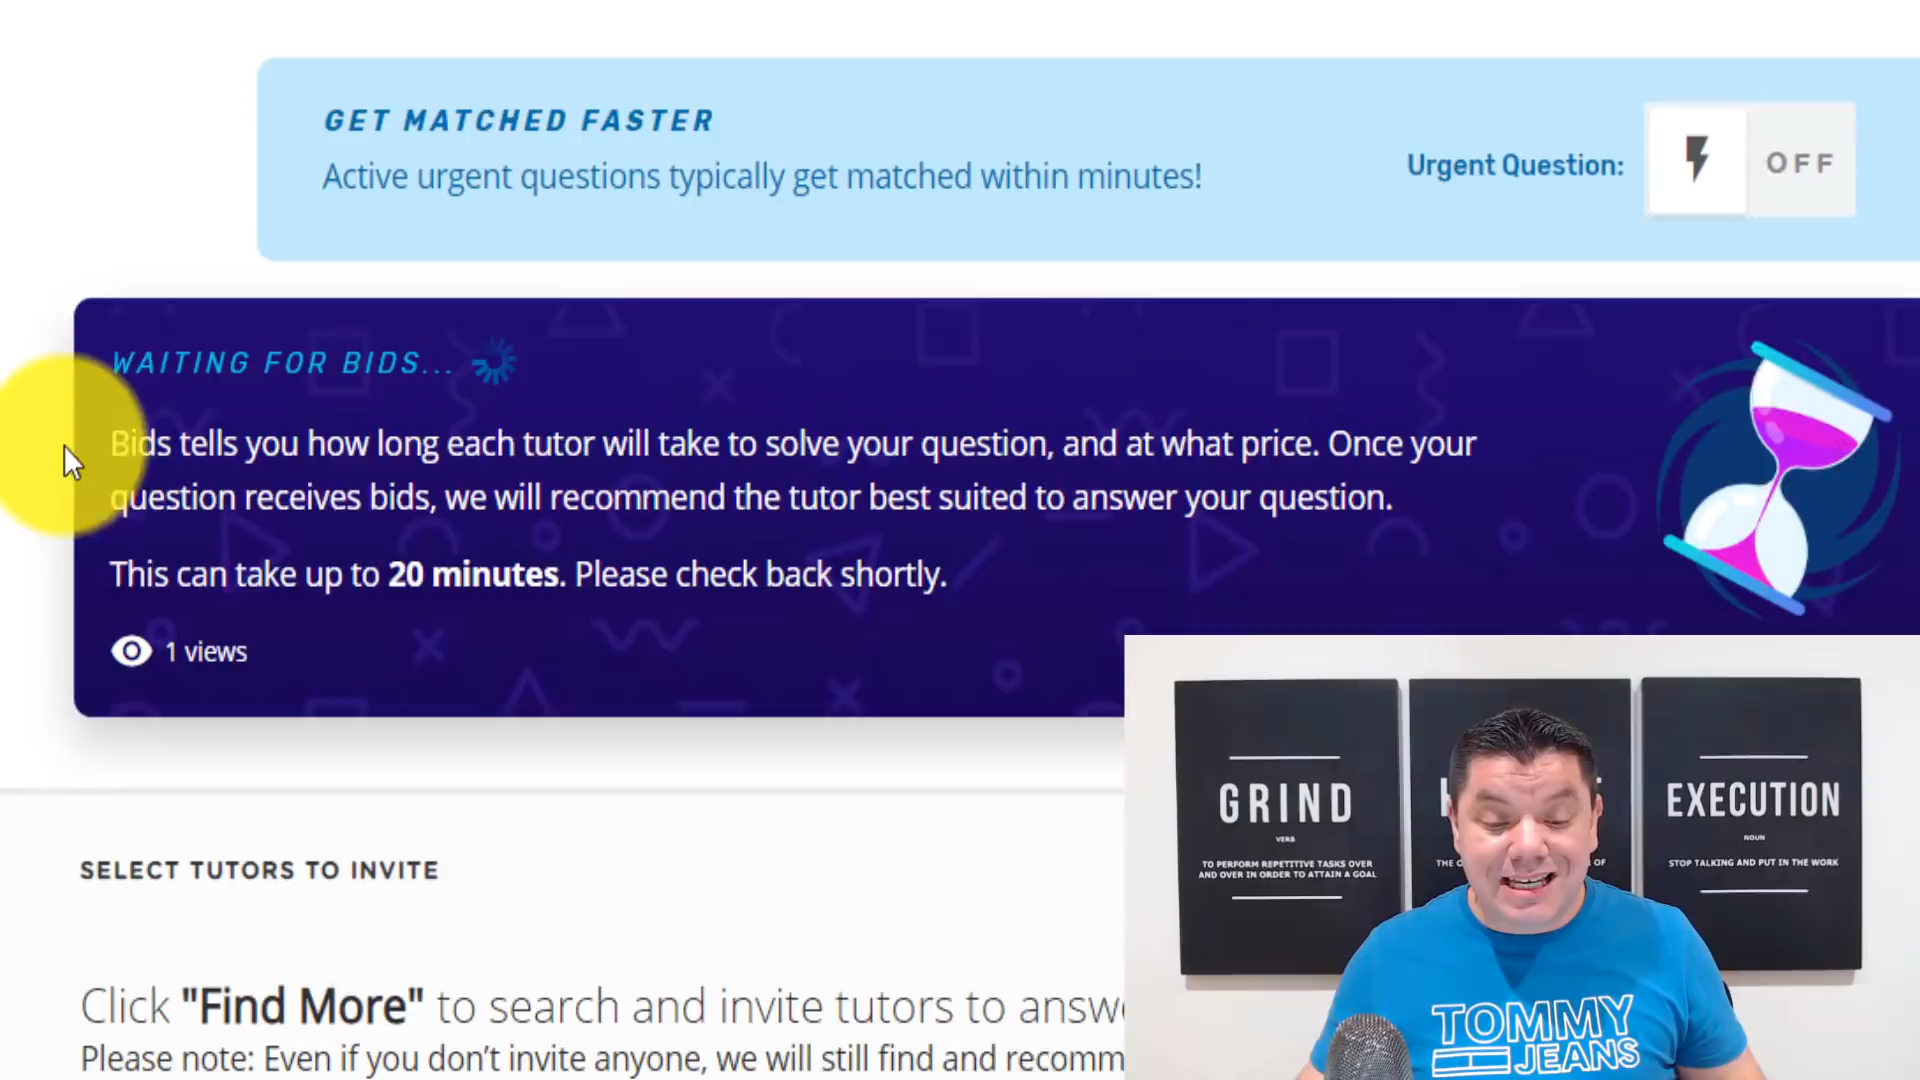 GET MATCHED FASTER
Active urgent questions typically get matched within minutes!
Urgent Question:
OFF
WAITING FOR BIDS...
Bids tells you how long each tutor will take to solve your question, and at what price. Once your
question receives bids, we will recommend the tutor best suited to answer your question.
This can take up to 20 minutes. Please check back shortly.
1 views
SELECT TUTORS TO INVITE
Click "Find More" to search and invite tutors to
Please note: Even if you don't invite anyone, we will still find and
GRIND
VERB
TO PERFORM REPETITIVE TASKS OVER
AND OVER IN ORDER TO ATTAIN A GOAL
THE
OF
EXECUTION
NOUN
STOP TALKING AND PUT IN THE WORK
TOMMY
JEANS